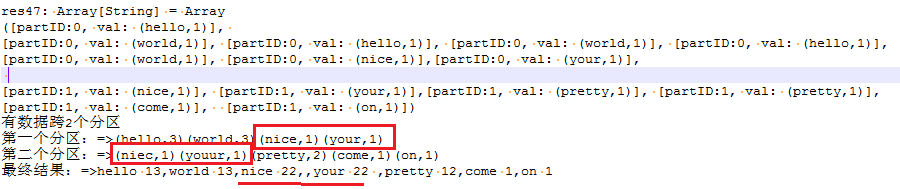 res47: Array[String] = Array
([partID:0, val: (hello,1)],
[partID:0, val: (world,1)], [partID:0, val: (hello,1)], [partID:0, val: (world,1)], [partID:0, val: (hello,1)],
[partID:0, val: (world,1)], [partID:0, val: (nice,1)],[partID:0, val: (your,1)],
[partID:1, val: (nice,1)], [partID:1, val: (your,1)],[partID:1, val: (pretty,1)], [partID:1, val: (pretty,1)],
[partID:1, val: (come,1)], [partID:1, val: (on,1)])
有数据跨2个分区
第一个分区：=>(hello,3)(world,3)(nice,1)(your,1)
第二个分区：=>(niec,1)(youur,1)(pretty,2)(come,1)(on,1)
最终结果：=>hello 13,world 13,nice 22,,your 22 ,pretty 12,come 1,on 1